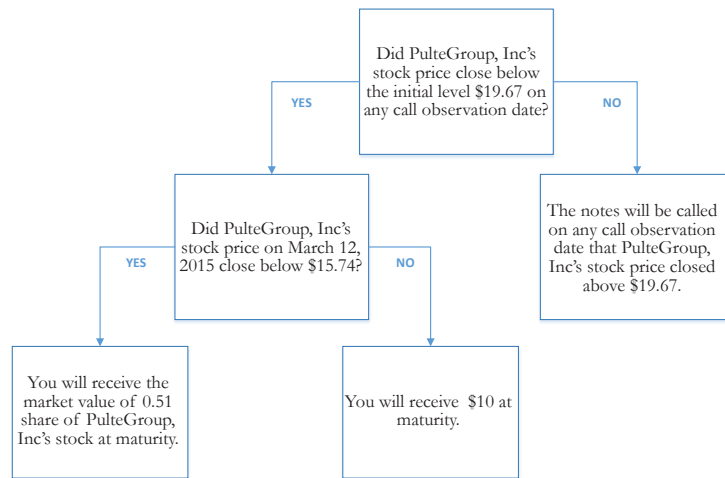 Did PulteGroup, Inc's
stock price close below
the initial level $19.67 on
any call observation date?
YES
NO
Did PulteGroup, Inc's
stock price on March 12,
2015 close below $15.74?
The notes will be called
on any call observation
date that PulteGroup,
Inc's stock price closed
above $19.67.
YES
NO
You will receive the
market value of 0.51
share of PulteGroup,
Inc's stock at maturity.
You will receive  $10 at
maturity.